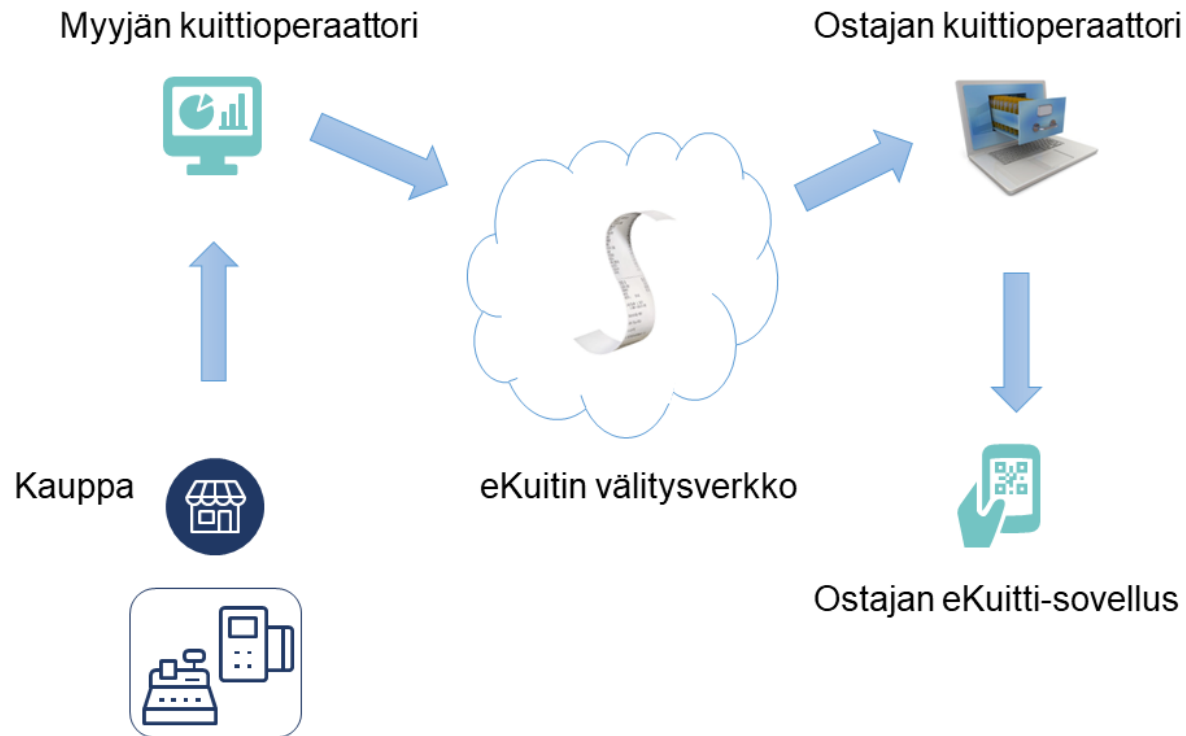 Myyjän kuittioperaattori
Ostajan kuittioperaattori
Kauppa
eKuitin välitysverkko
Ostajan eKuitti-sovellus